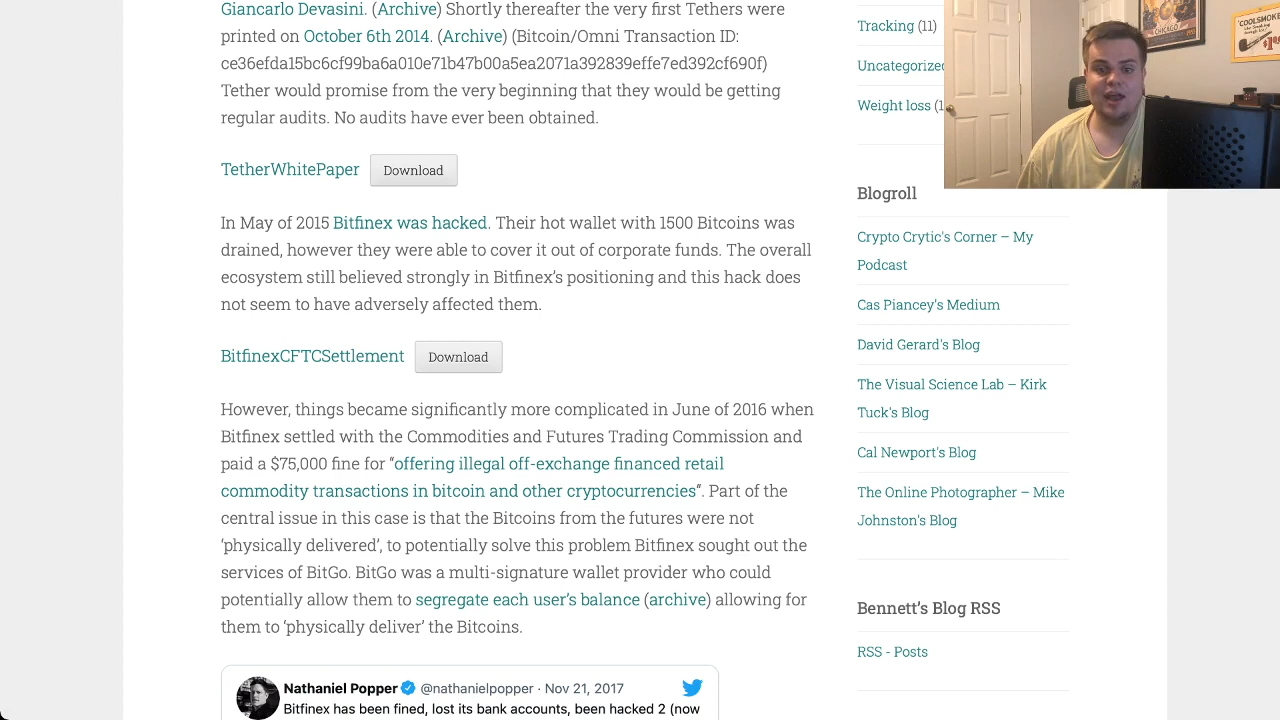 Giancarlo Devasini. (Archive) Shortly thereafter the very first Tethers were
printed on October 6th 2014. (Archive) (Bitcoin/Omni Transaction ID:
ce36efda15bc6cf99ba6a010e71b47b00a5ea2071a392839effe7ed392cf690f)
Tether would promise from the very beginning that they would be getting
regular audits. No audits have ever been obtained.
TetherWhitePaper Download
In May of 2015 Bitfinex was hacked. Their hot wallet with 1500 Bitcoins was
drained, however they were able to cover it out of corporate funds. The overall
ecosystem still believed strongly in Bitfinex's positioning and this hack does
not seem to have adversely affected them.
BitfinexCFTCSettlement Download
However, things became significantly more complicated in June of 2016 when
Bitfinex settled with the Commodities and Futures Trading Commission and
paid a $75,000 fine for “offering illegal off-exchange financed retail
commodity transactions in bitcoin and other cryptocurrencies”. Part of the
central issue in this case is that the Bitcoins from the futures were not
‘physically delivered’, to potentially solve this problem Bitfinex sought out the
services of BitGo. BitGo was a multi-signature wallet provider who could
potentially allow them to segregate each user's balance (archive) allowing for
them to ‘physically deliver’ the Bitcoins.
Nathaniel Popper @nathanielpopper · Nov 21, 2017
Bitfinex has been fined, lost its bank accounts, been hacked 2 (now
Tracking (11)
Uncategorized
Weight loss (1
Blogroll
Crypto Crytic's Corner – My
Podcast
Cas Piancey's Medium
David Gerard's Blog
The Visual Science Lab – Kirk
Tuck's Blog
Cal Newport's Blog
The Online Photographer – Mike
Johnston's Blog
Bennett's Blog RSS
RSS - Posts
CHICAGO
"COOLSMOKE"